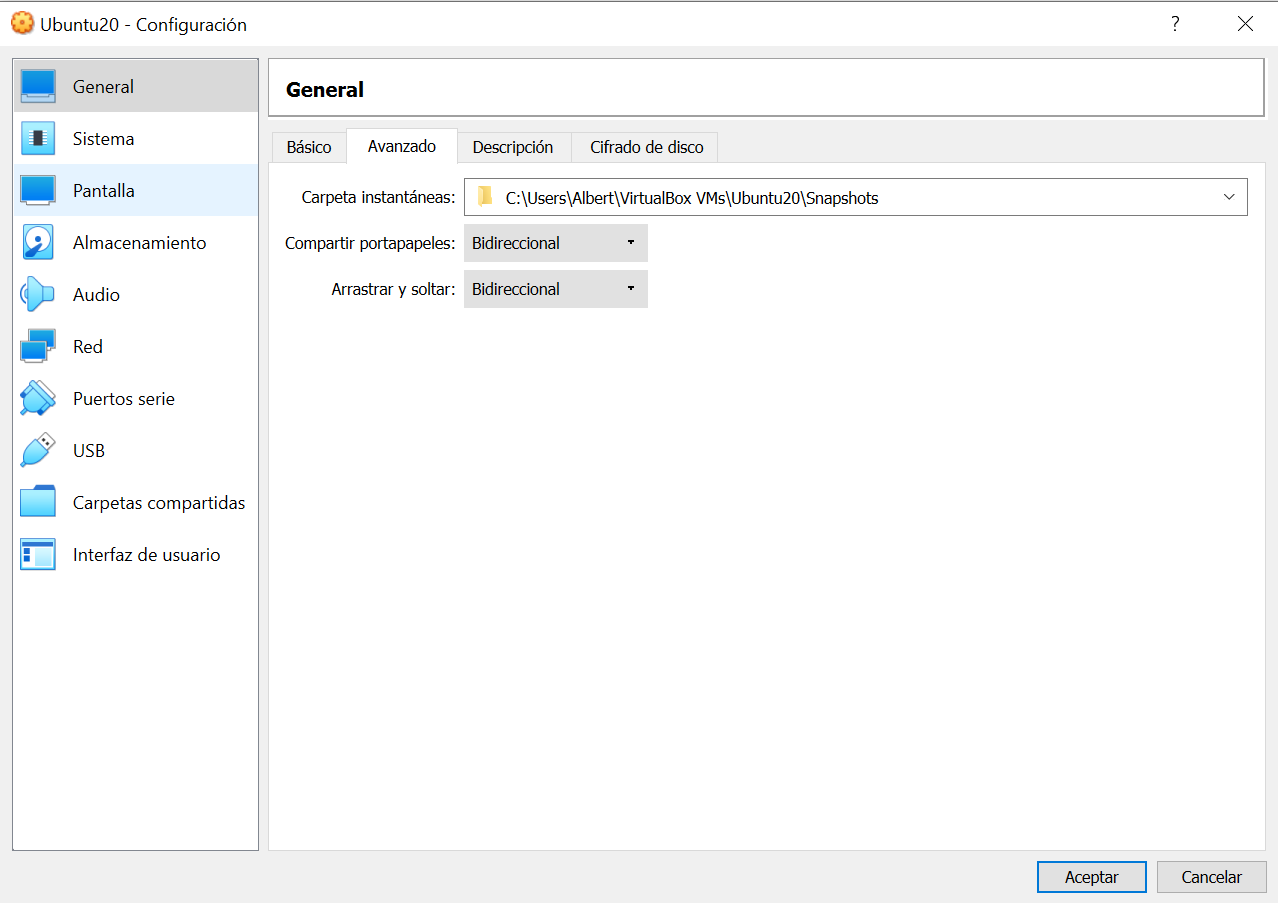 Ubuntu20 - Configuración
?
General
Sistema
Pantalla
Almacenamiento
Audio
Red
Puertos serie
USB
Carpetas compartidas
Interfaz de usuario
General
Básico Avanzado Descripción Cifrado de disco
Carpeta instantáneas: C:\Users\Albert\VirtualBox VMs\Ubuntu20\Snapshots
Compartir portapapeles: Bidireccional
Arrastrar y soltar: Bidireccional
Aceptar Cancelar